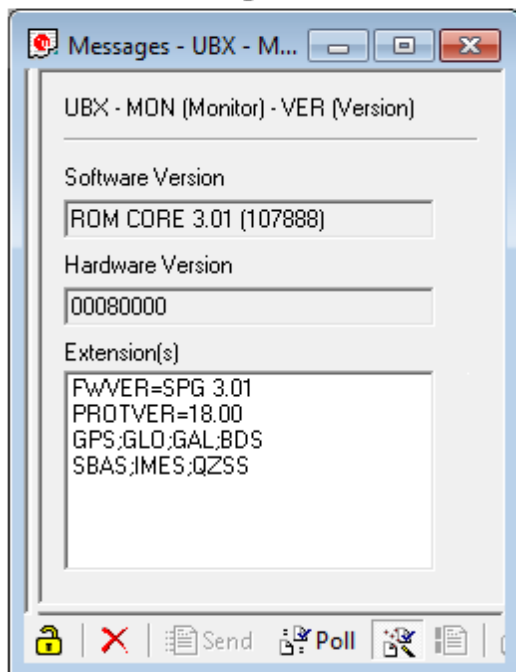 Messages - UBX - M...
UBX - MON (Monitor) - VER (Version)
Software Version
ROM CORE 3.01 (107888)
Hardware Version
00080000
Extension(s)
FWVER=SPG 3.01
PROTVER=18.00
GPS;GLO;GAL;BDS
SBAS;IMES;QZSS
Send Poll